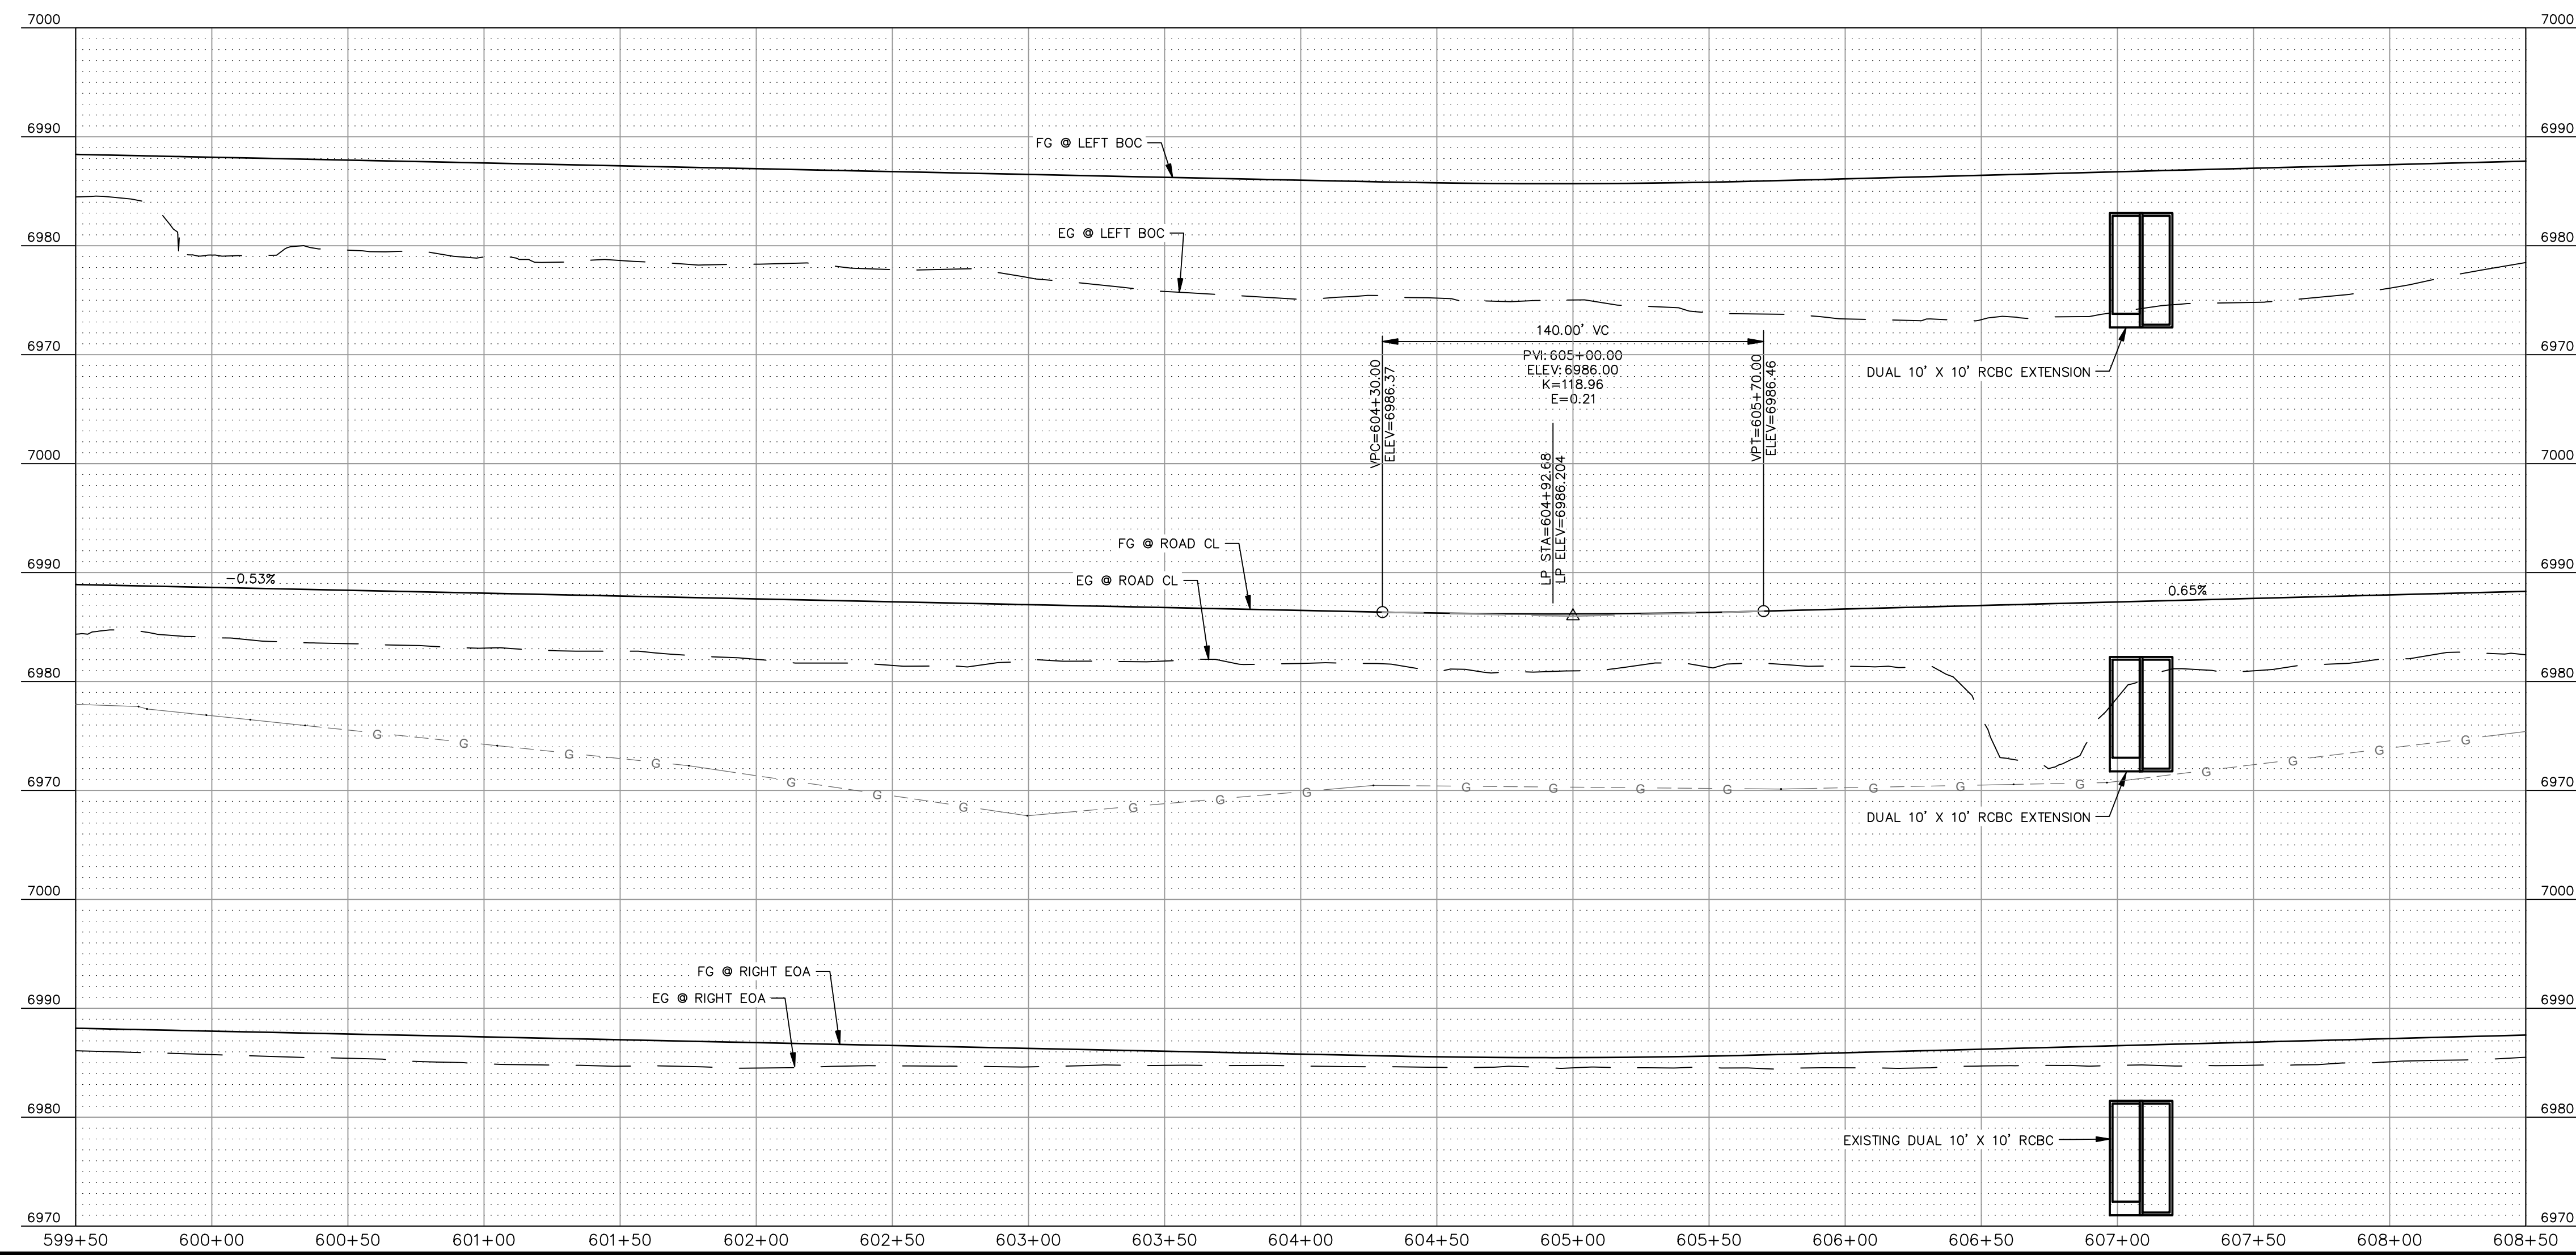 7000 7000
6990 6990
FG @ LEFT BOC
EG @ LEFT BOC
6980 6980
140.00' VC
6970 6970
PVI: 605+00.00
ELEV: 6986.00
K=118.96
E=0.21
VPC=604+30.00
ELEV=6986.37
VPT=605+70.00
ELEV=6986.46
DUAL 10' X 10' RCBC EXTENSION
7000 7000
LP STA=604+92.68
LP ELEV=6986.204
FG @ ROAD CL
EG @ ROAD CL
6990 6990
-0.53%
0.65%
6980 6980
G G G G G G G G G G G G G G G G G G G G G G
6970 6970
DUAL 10' X 10' RCBC EXTENSION
7000 7000
FG @ RIGHT EOA
EG @ RIGHT EOA
6990 6990
6980 6980
EXISTING DUAL 10' X 10' RCBC
6970 6970
599+50 600+00 600+50 601+00 601+50 602+00 602+50 603+00 603+50 604+00 604+50 605+00 605+50 606+00 606+50 607+00 607+50 608+00 608+50